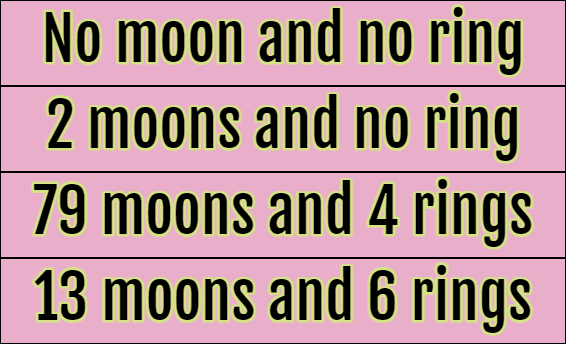 No moon and no ring
2 moons and no ring
79 moons and 4 rings
13 moons and 6 rings